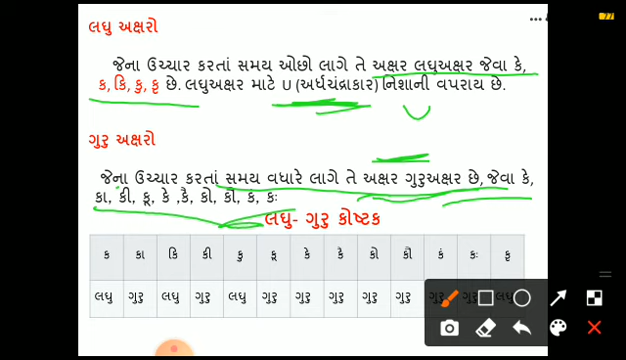 લઘુ અક્ષરો
જેના ઉચ્ચાર કરતાં સમય ઓછો લાગે તે અક્ષર લઘુઅક્ષર જેવા કે,
ક, કિ, કુ, કૃ છે. લઘુઅક્ષર માટે U (અર્ધચંદ્રાકાર) નિશાની વપરાય છે.
ગુરુ અક્ષરો
જેના ઉચ્ચાર કરતાં સમય વધારે લાગે તે અક્ષર ગુરુઅક્ષર છે, જેવા કે,
કા, કી, કૂ, કે ,કૈ, કો, કૌ, કં, કઃ
લઘુ- ગુરુ કોષ્ટક
ક કા કિ કી કુ કૂ કે કૈ કો કૌ કં કઃ કૃ
લઘુ ગુરુ લઘુ ગુરુ લઘુ ગુરુ ગુરુ ગુરુ ગુરુ ગુરુ ગુરુ ગુરુ લઘુ